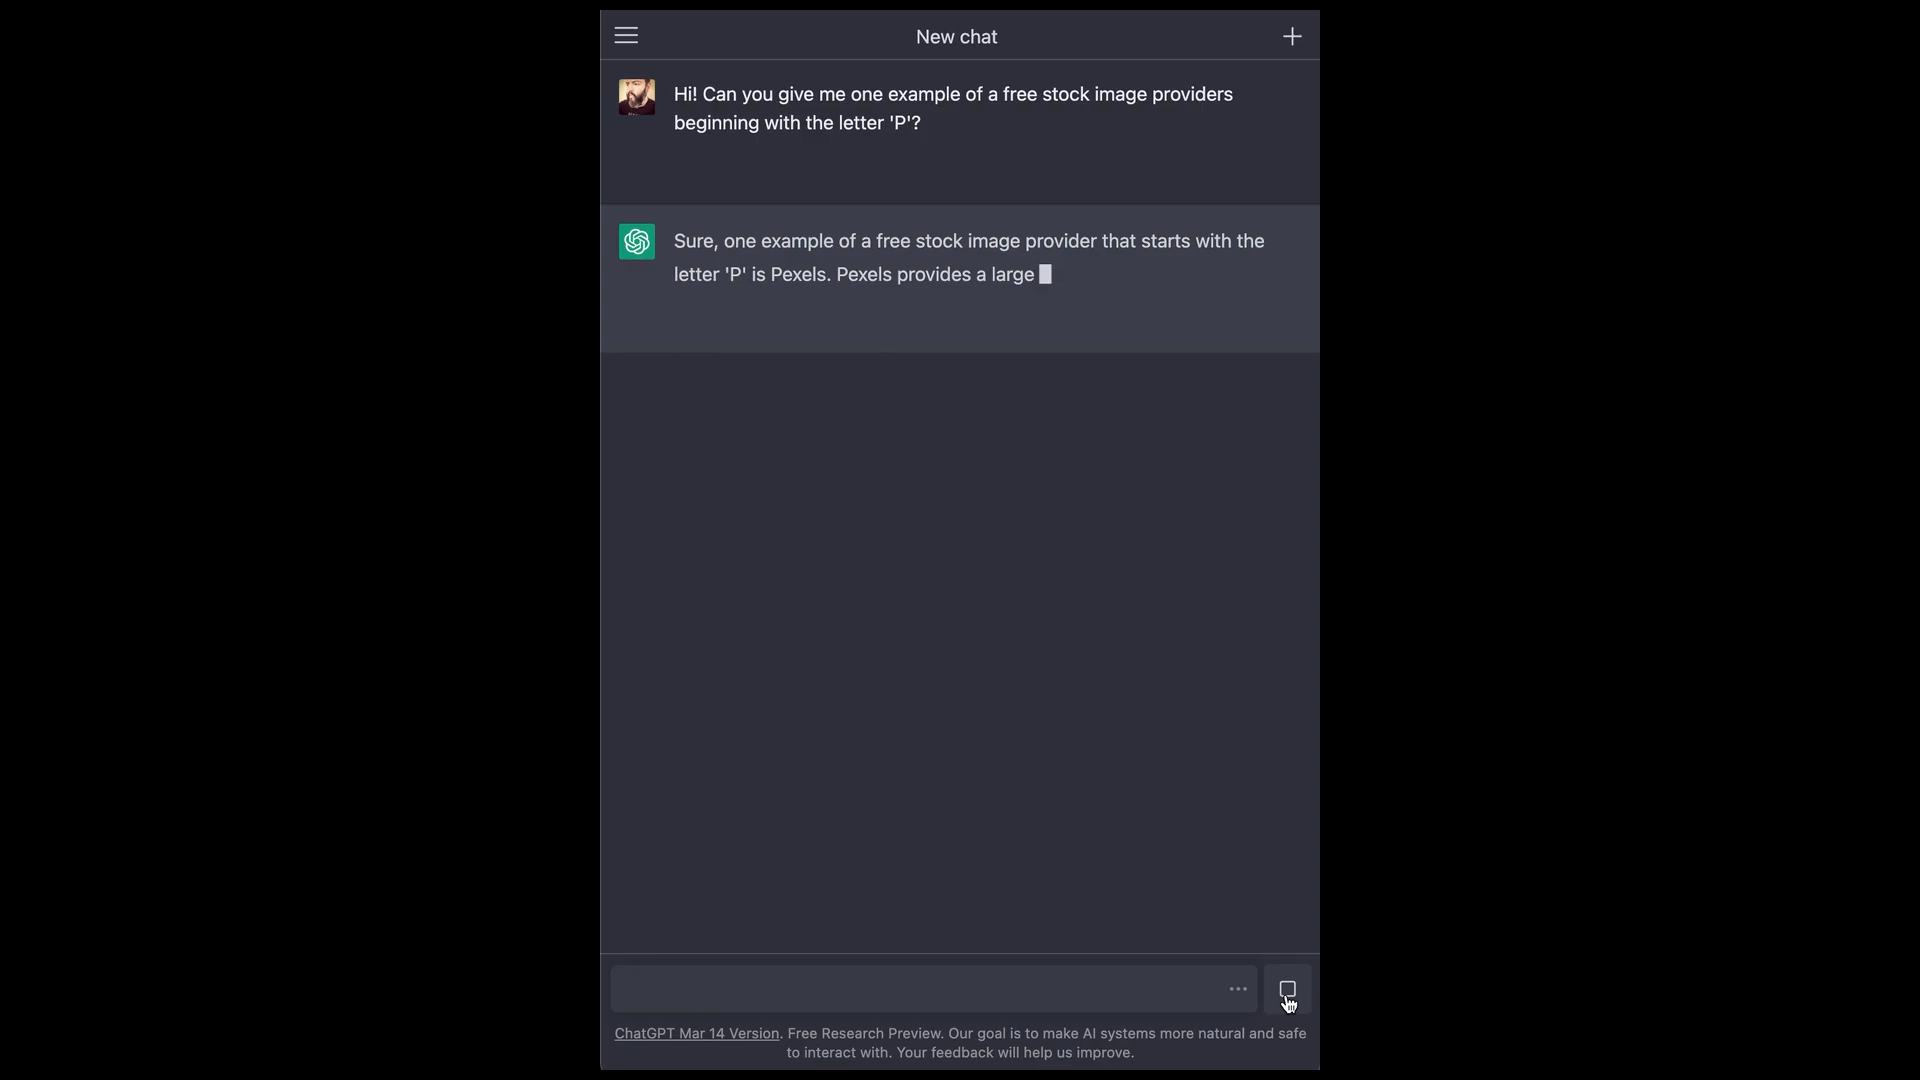 New chat
Hi! Can you give me one example of a free stock image providers
beginning with the letter 'P'?
Sure, one example of a free stock image provider that starts with the
letter 'P' is Pexels. Pexels provides a large
ChatGPT Mar 14 Version. Free Research Preview. Our goal is to make AI systems more natural and safe
to interact with. Your feedback will help us improve.